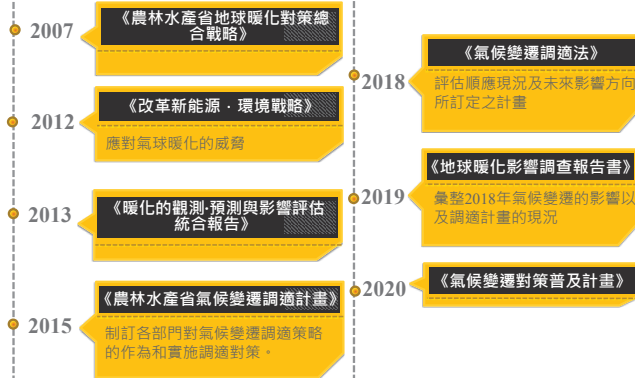 2007
《農林水產省地球暖化對策總
合戰略》
2012
《改革新能源．環境戰略》
應對氣球暖化的威脅
2013
《暖化的觀測‧預測與影響評估
統合報告》
2015
《農林水產省氣候變遷調適計畫》
制訂各部門對氣候變遷調適策略
的作為和實施調適對策。
2018
《氣候變遷調適法》
評估順應現況及未來影響方向
所訂定之計畫
2019
《地球暖化影響調查報告書》
彙整2018年氣候變遷的影響以
及調適計畫的現況
2020
《氣候變遷對策普及計畫》